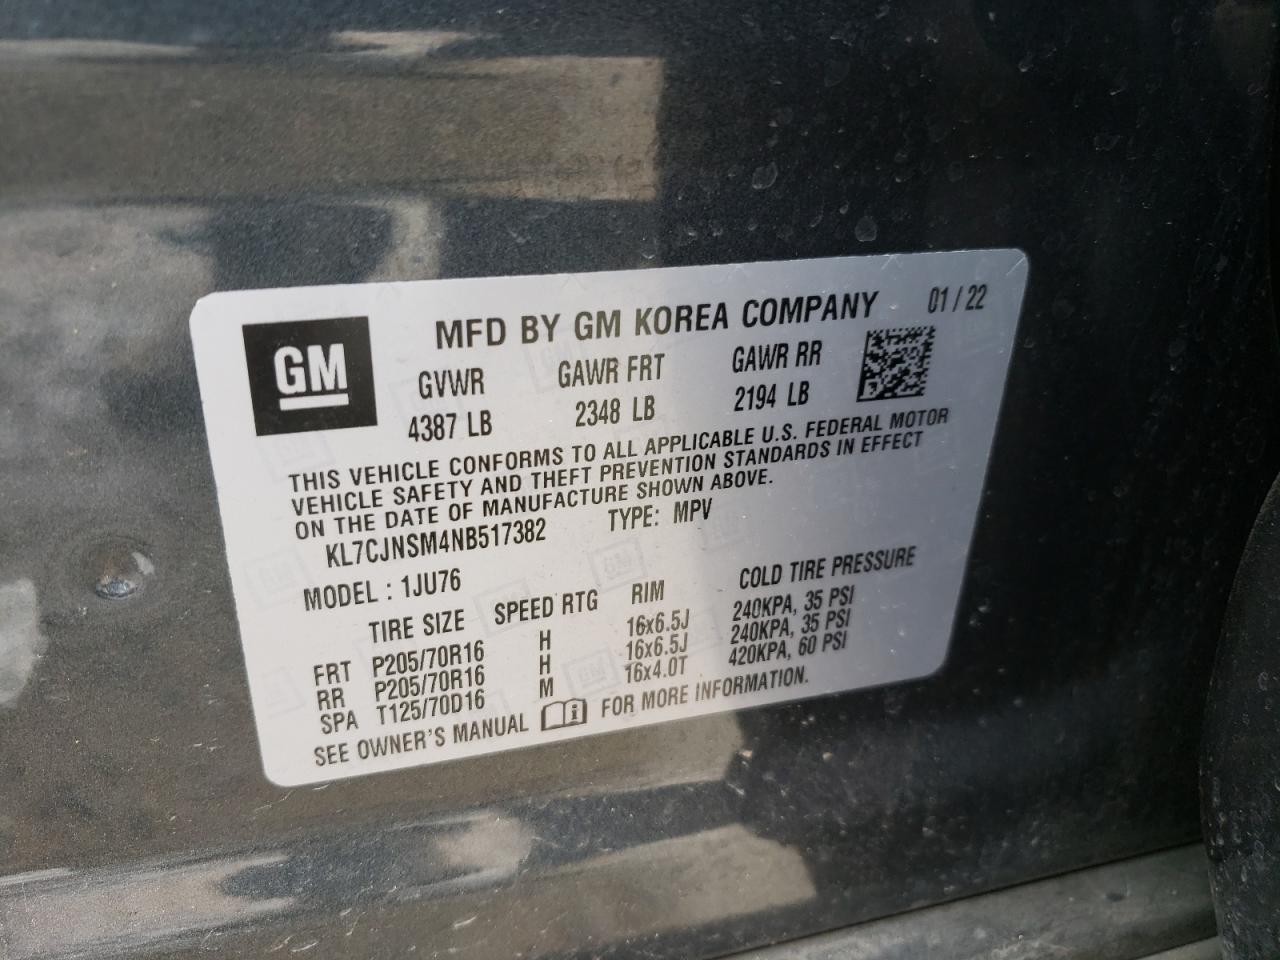 MFD BY GM KOREA COMPANY 01 / 22
GM
GVWR GAWR FRT GAWR RR
4387 LB 2348 LB 2194 LB
THIS VEHICLE CONFORMS TO ALL APPLICABLE U.S. FEDERAL MOTOR
VEHICLE SAFETY AND THEFT PREVENTION STANDARDS IN EFFECT
ON THE DATE OF MANUFACTURE SHOWN ABOVE.
KL7CJNSM4NB517382 TYPE: MPV
MODEL : 1JU76
TIRE SIZE SPEED RTG RIM COLD TIRE PRESSURE
FRT P205/70R16 H 16x6.5J 240KPA, 35 PSI
RR P205/70R16 H 16x6.5J 240KPA, 35 PSI
SPA T125/70D16 M 16x4.0T 420KPA, 60 PSI
SEE OWNER'S MANUAL FOR MORE INFORMATION.